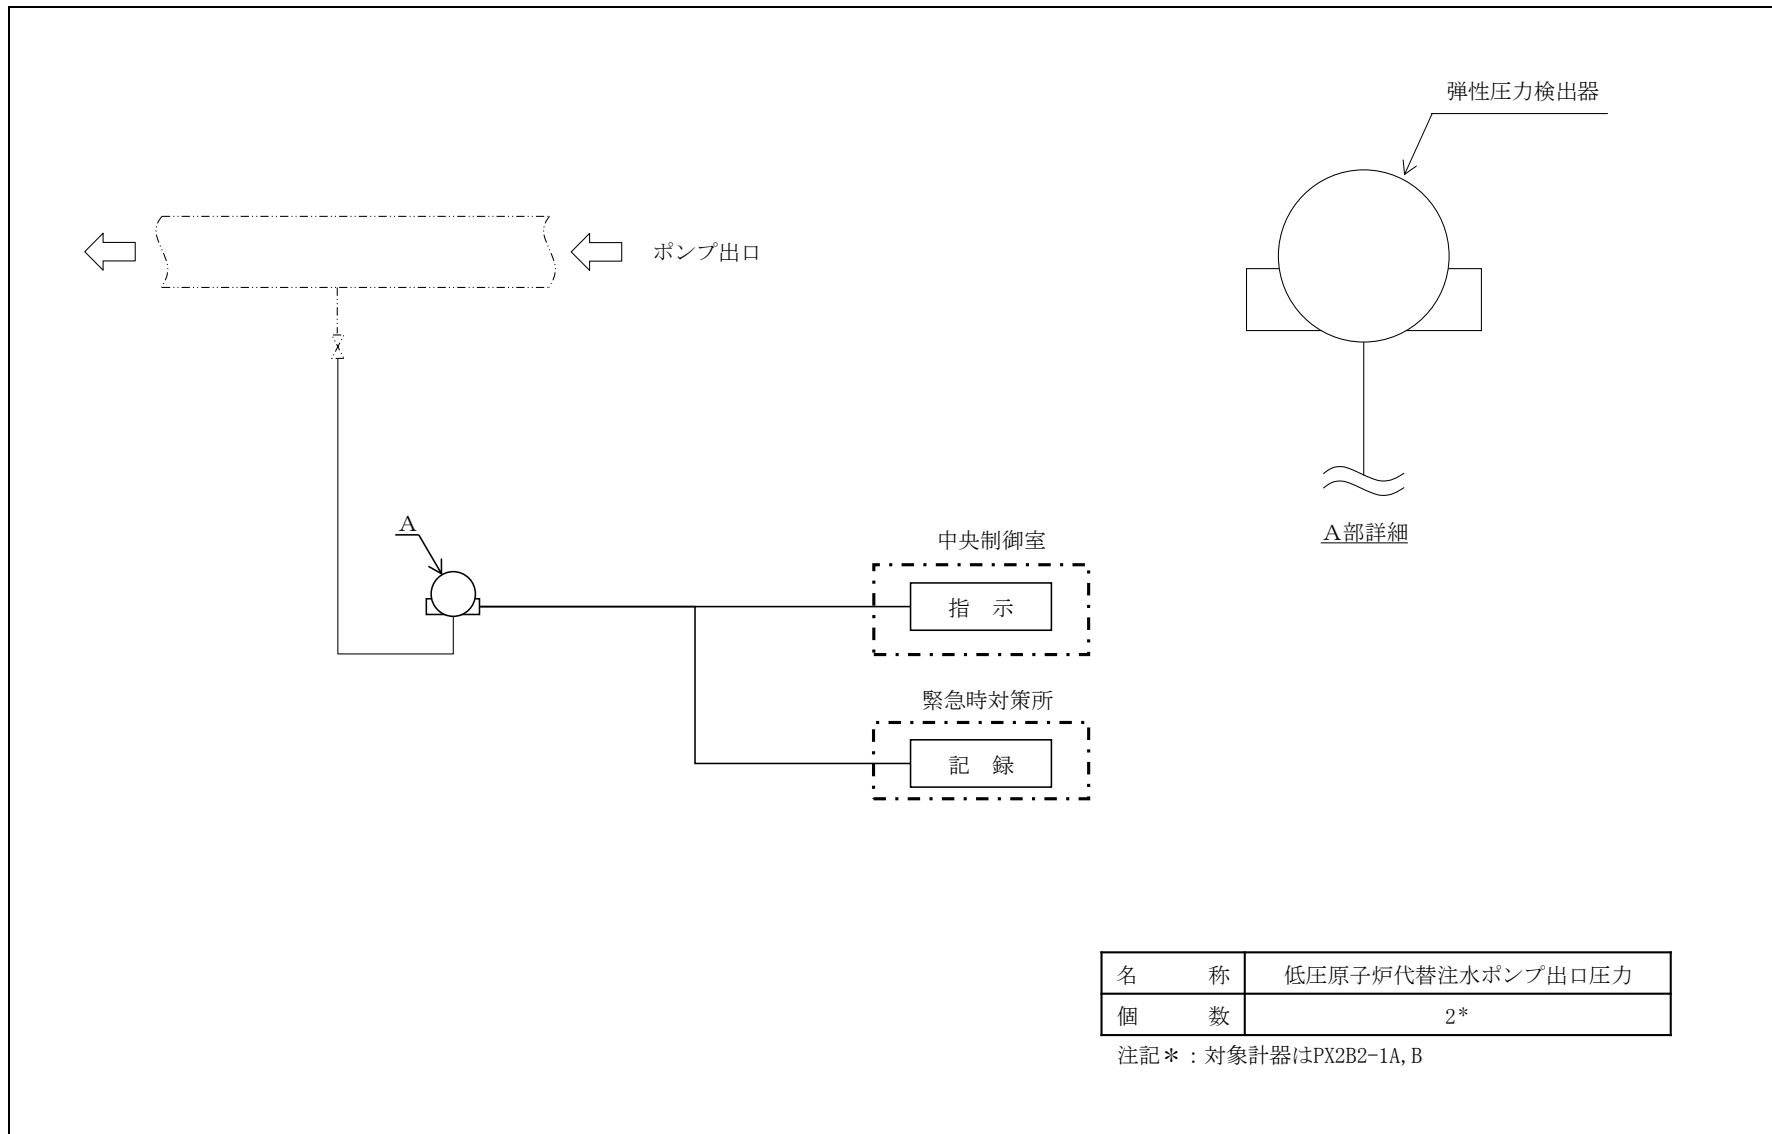 弾性圧力検出器
ポンプ出口
A
A部詳細
中央制御室
指 示
緊急時対策所
記 録
名 称 低圧原子炉代替注水ポンプ出口圧力
個 数 2*
注記*:対象計器はPX2B2-1A,B